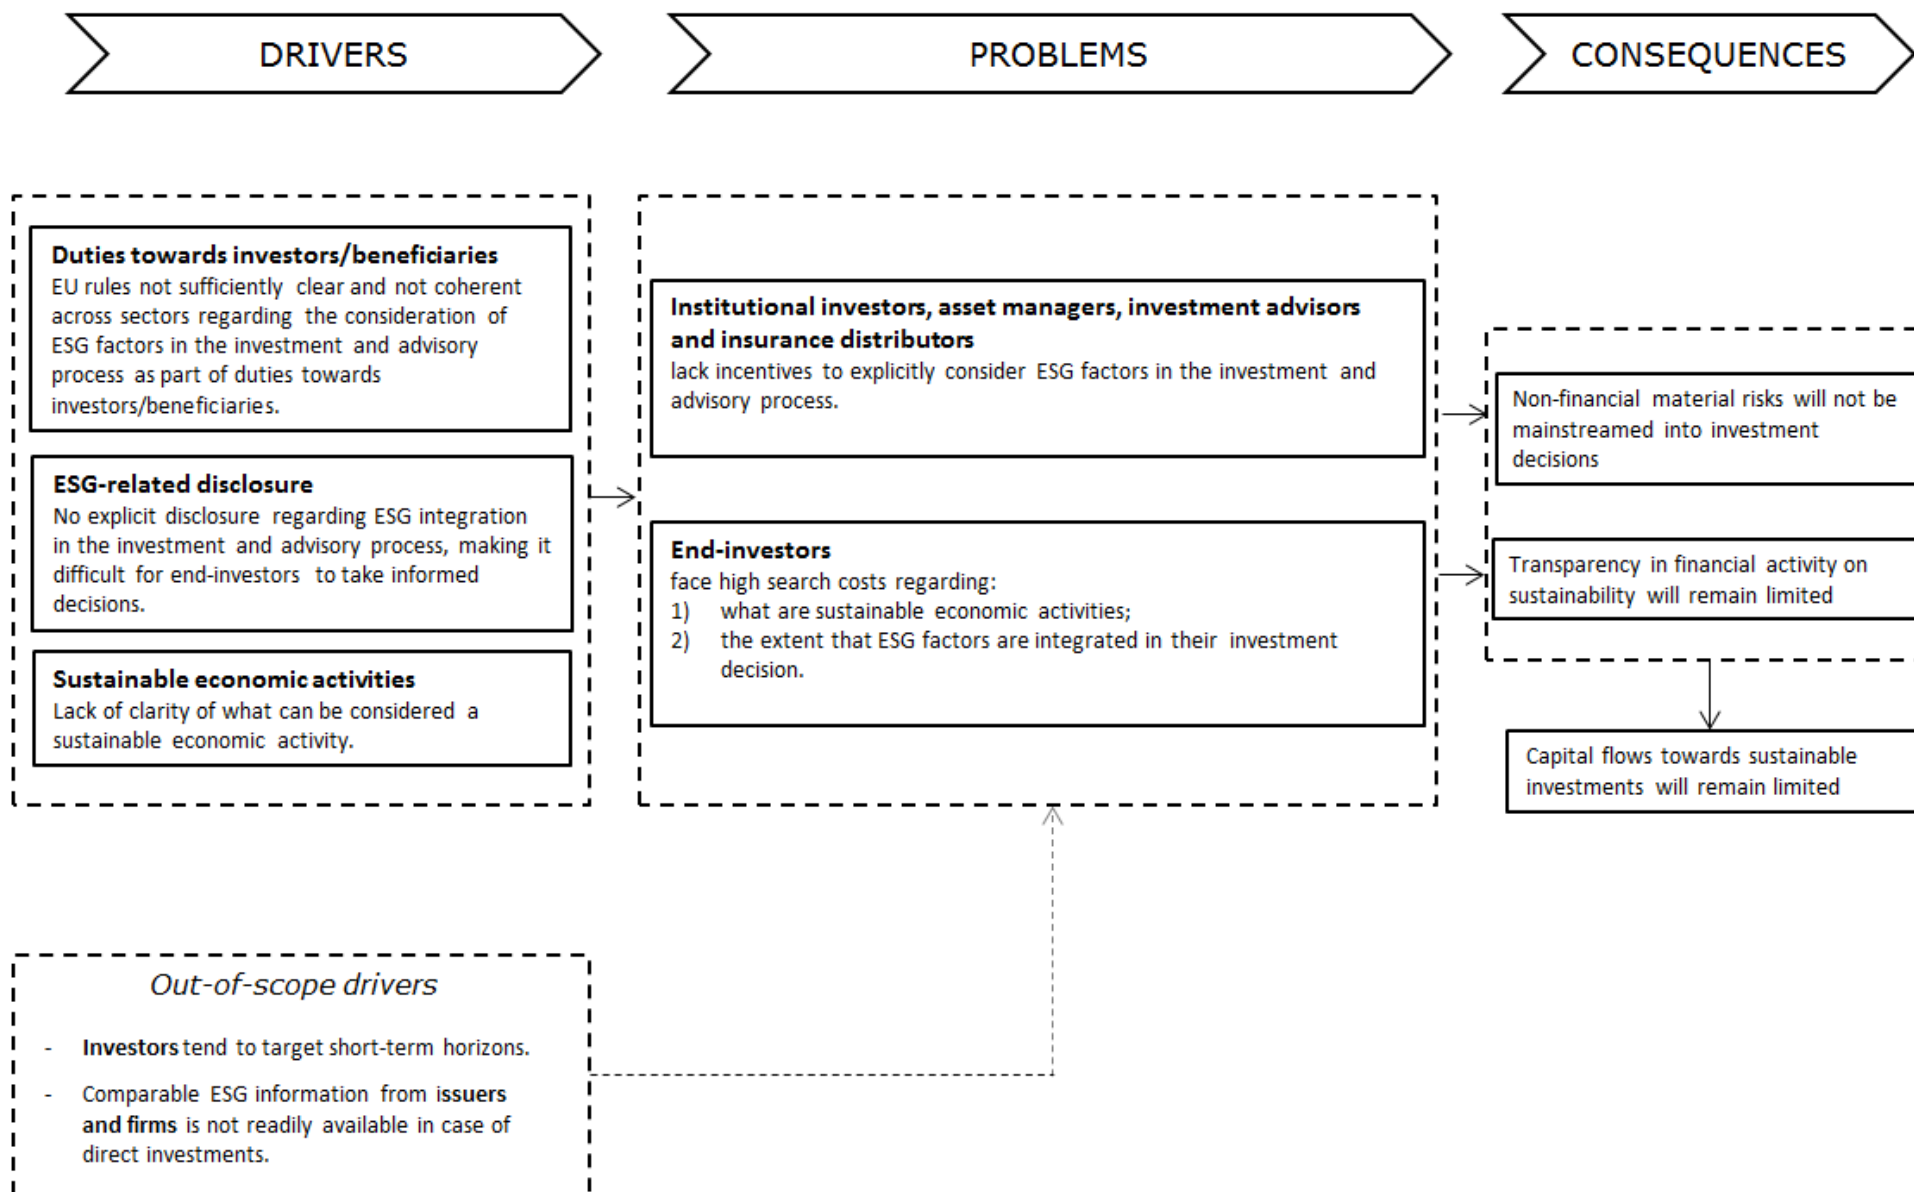 DRIVERS
PROBLEMS
CONSEQUENCES
Duties towards investors/beneficiaries
EU rules not sufficiently clear and not coherent
across sectors regarding the consideration of
ESG factors in the investment and advisory
process as part of duties towards
investors/beneficiaries.
ESG-related disclosure
No explicit disclosure regarding ESG integration
in the investment and advisory process, making it
difficult for end-investors to take informed
decisions.
Sustainable economic activities
Lack of clarity of what can be considered a
sustainable economic activity.
Institutional investors, asset managers, investment advisors
and insurance distributors
lack incentives to explicitly consider ESG factors in the investment and
advisory process.
End-investors
face high search costs regarding:
1) what are sustainable economic activities;
2) the extent that ESG factors are integrated in their investment
decision.
Non-financial material risks will not be
mainstreamed into investment
decisions
Transparency in financial activity on
sustainability will remain limited
Capital flows towards sustainable
investments will remain limited
Out-of-scope drivers
- Investors tend to target short-term horizons.
- Comparable ESG information from issuers
and firms is not readily available in case of
direct investments.